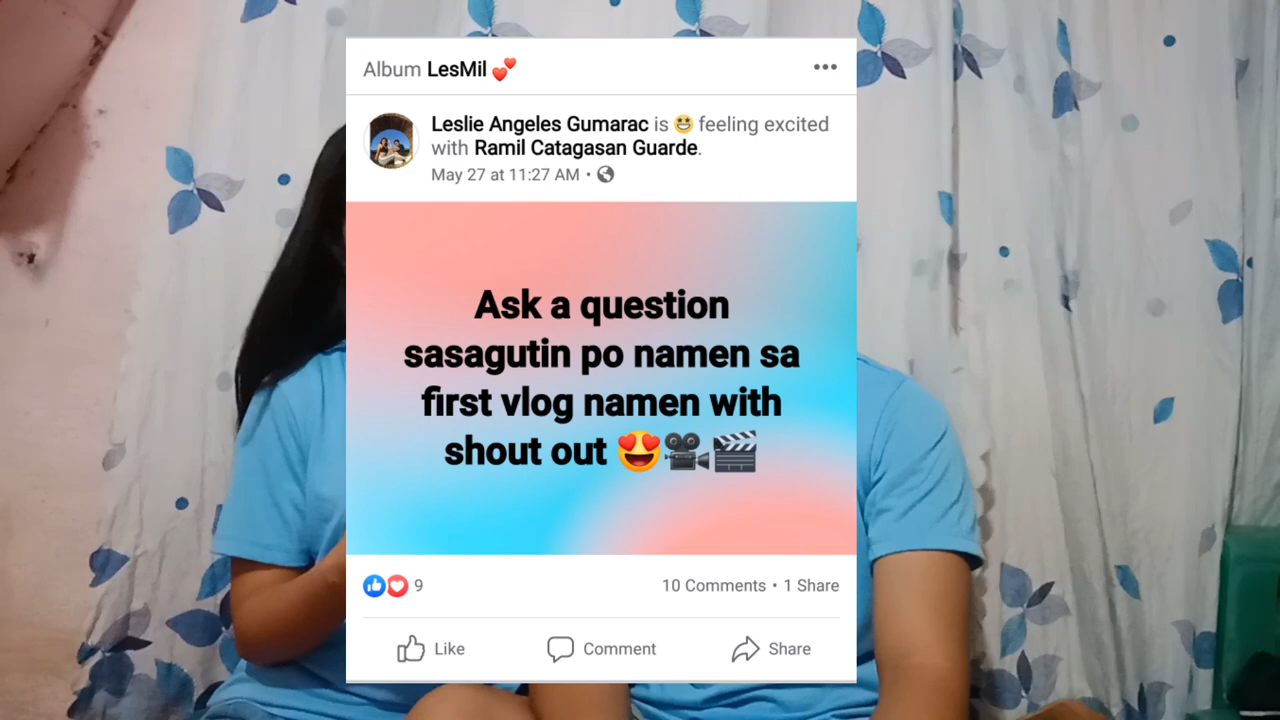 Album LesMil 💕
Leslie Angeles Gumarac is 😀 feeling excited
with Ramil Catagasan Guarde.
May 27 at 11:27 AM •
Ask a question
sasagutin po namen sa
first vlog namen with
shout out 😍🎥🎬
9
10 Comments • 1 Share
Like
Comment
Share